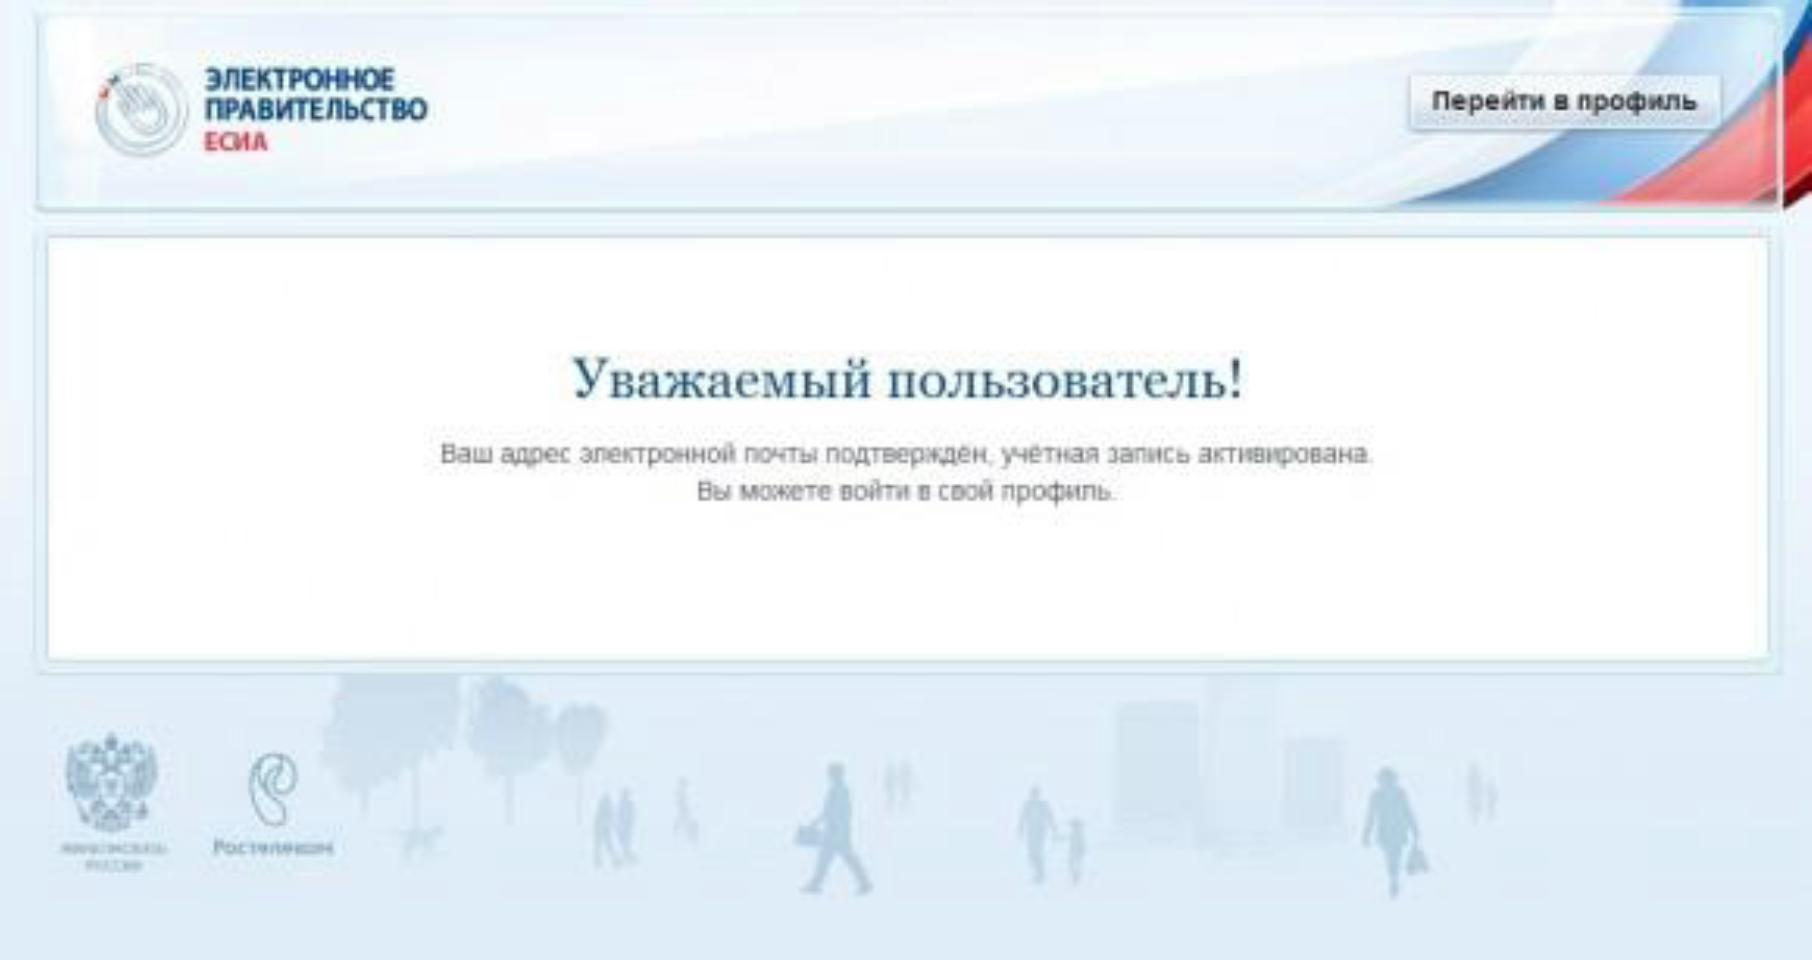 ЭЛЕКТРОННОЕ
ПРАВИТЕЛЬСТВО
ЕСИА
Перейти в профиль
Уважаемый пользователь!
Ваш адрес электронной почты подтверждён, учётная запись активирована.
Вы можете войти в свой профиль.
Ростелеком